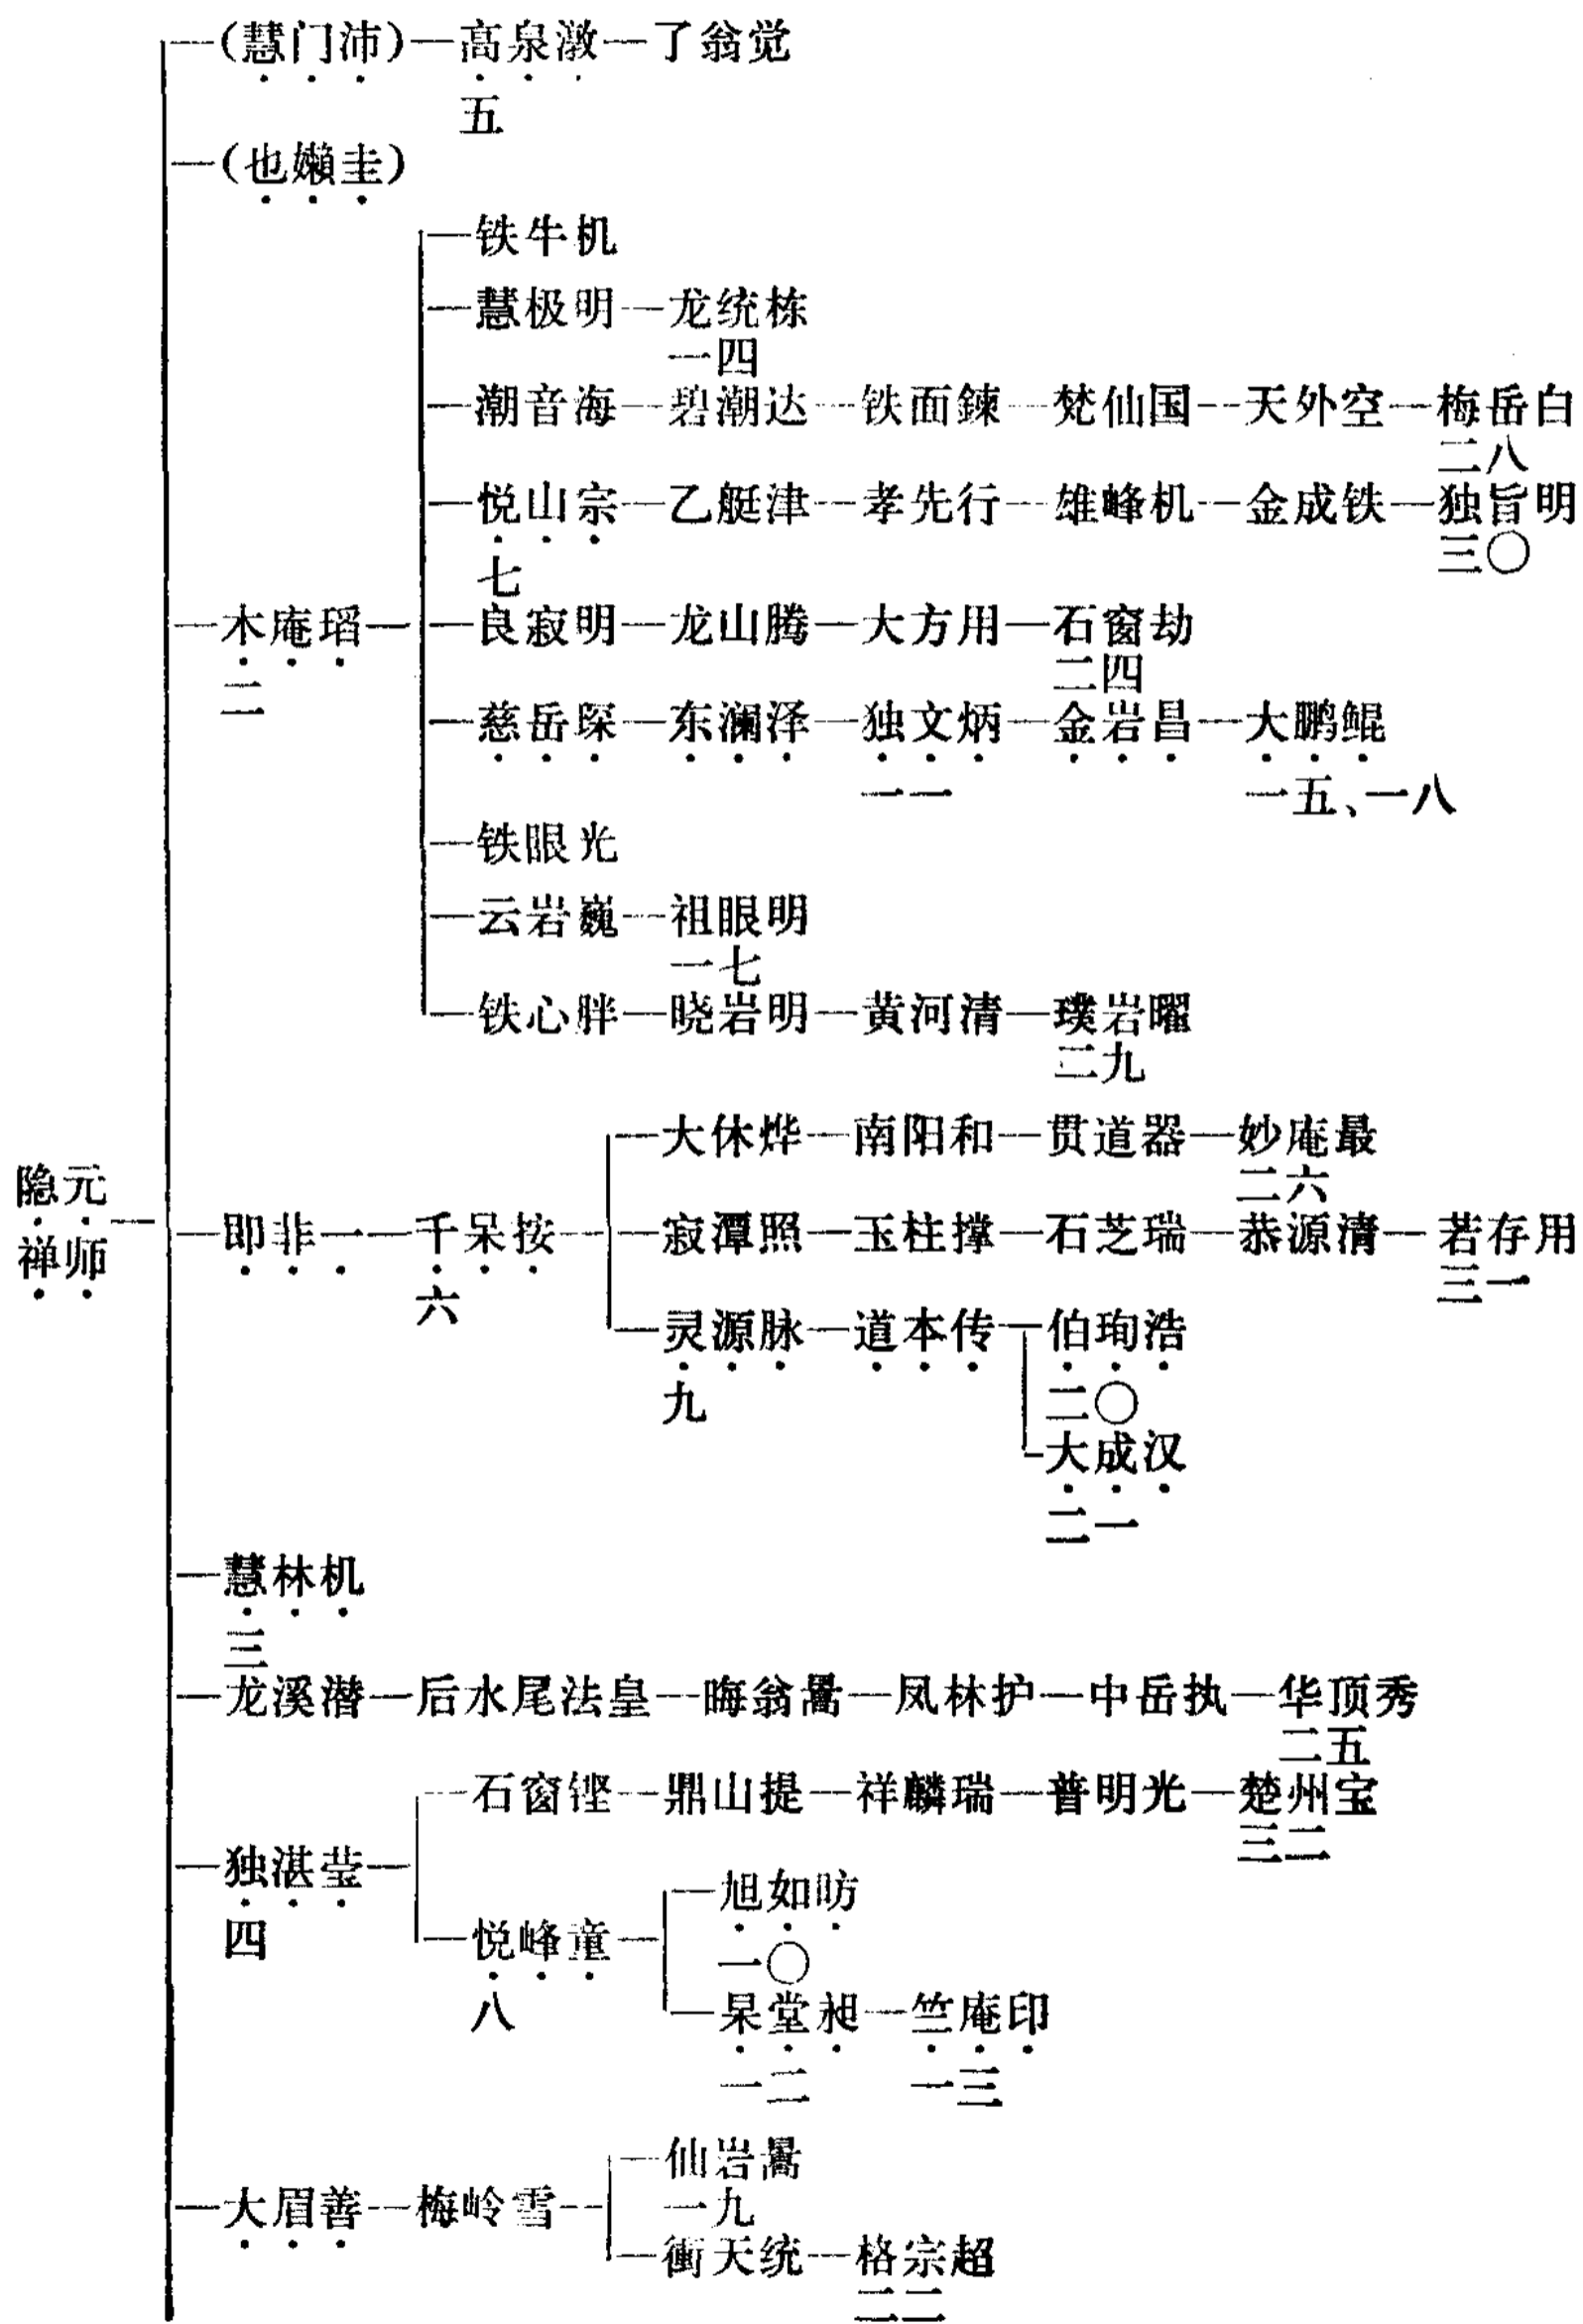 (慧门沛)—高泉潡—了翁觉
五
(也嬾圭)
铁牛机
慧极明—龙统栋
一四
潮音海—碧潮达—铁面鍊—梵仙国—天外空—梅岳白
二八
悦山宗—乙艇津—孝先行—雄峰机—金成铁—独旨明
七 三〇
木庵瑫—良寂明—龙山腾—大方用—石窗劫
二 二四
慈岳琛—东澜泽—独文炳—金岩昌—大鹏鲲
一一 一五、一八
铁眼光
云岩巍—祖眼明
一七
铁心胖—晓岩明—黄河清—璞岩曜
二九
大休烨—南阳和—贯道器—妙庵最
二六
隐元
禅师
即非一—千呆按—寂潭照—玉柱撑—石芝瑞—恭源清—若存用
六 三一
灵源脉—道本传—伯珣浩
九 二〇
大成汉
二一
慧林机
三
龙溪潜—后水尾法皇—晦翁暠—凤林护—中岳执—华顶秀
二五
石窗铿—鼎山提—祥麟瑞—普明光—楚州宝
三二
独湛莹
四
旭如昉
一〇
悦峰童
八
杲堂昶—竺庵印
一二 一三
仙岩暠
一九
大眉善—梅岭雪
衝天统—格宗超
二二